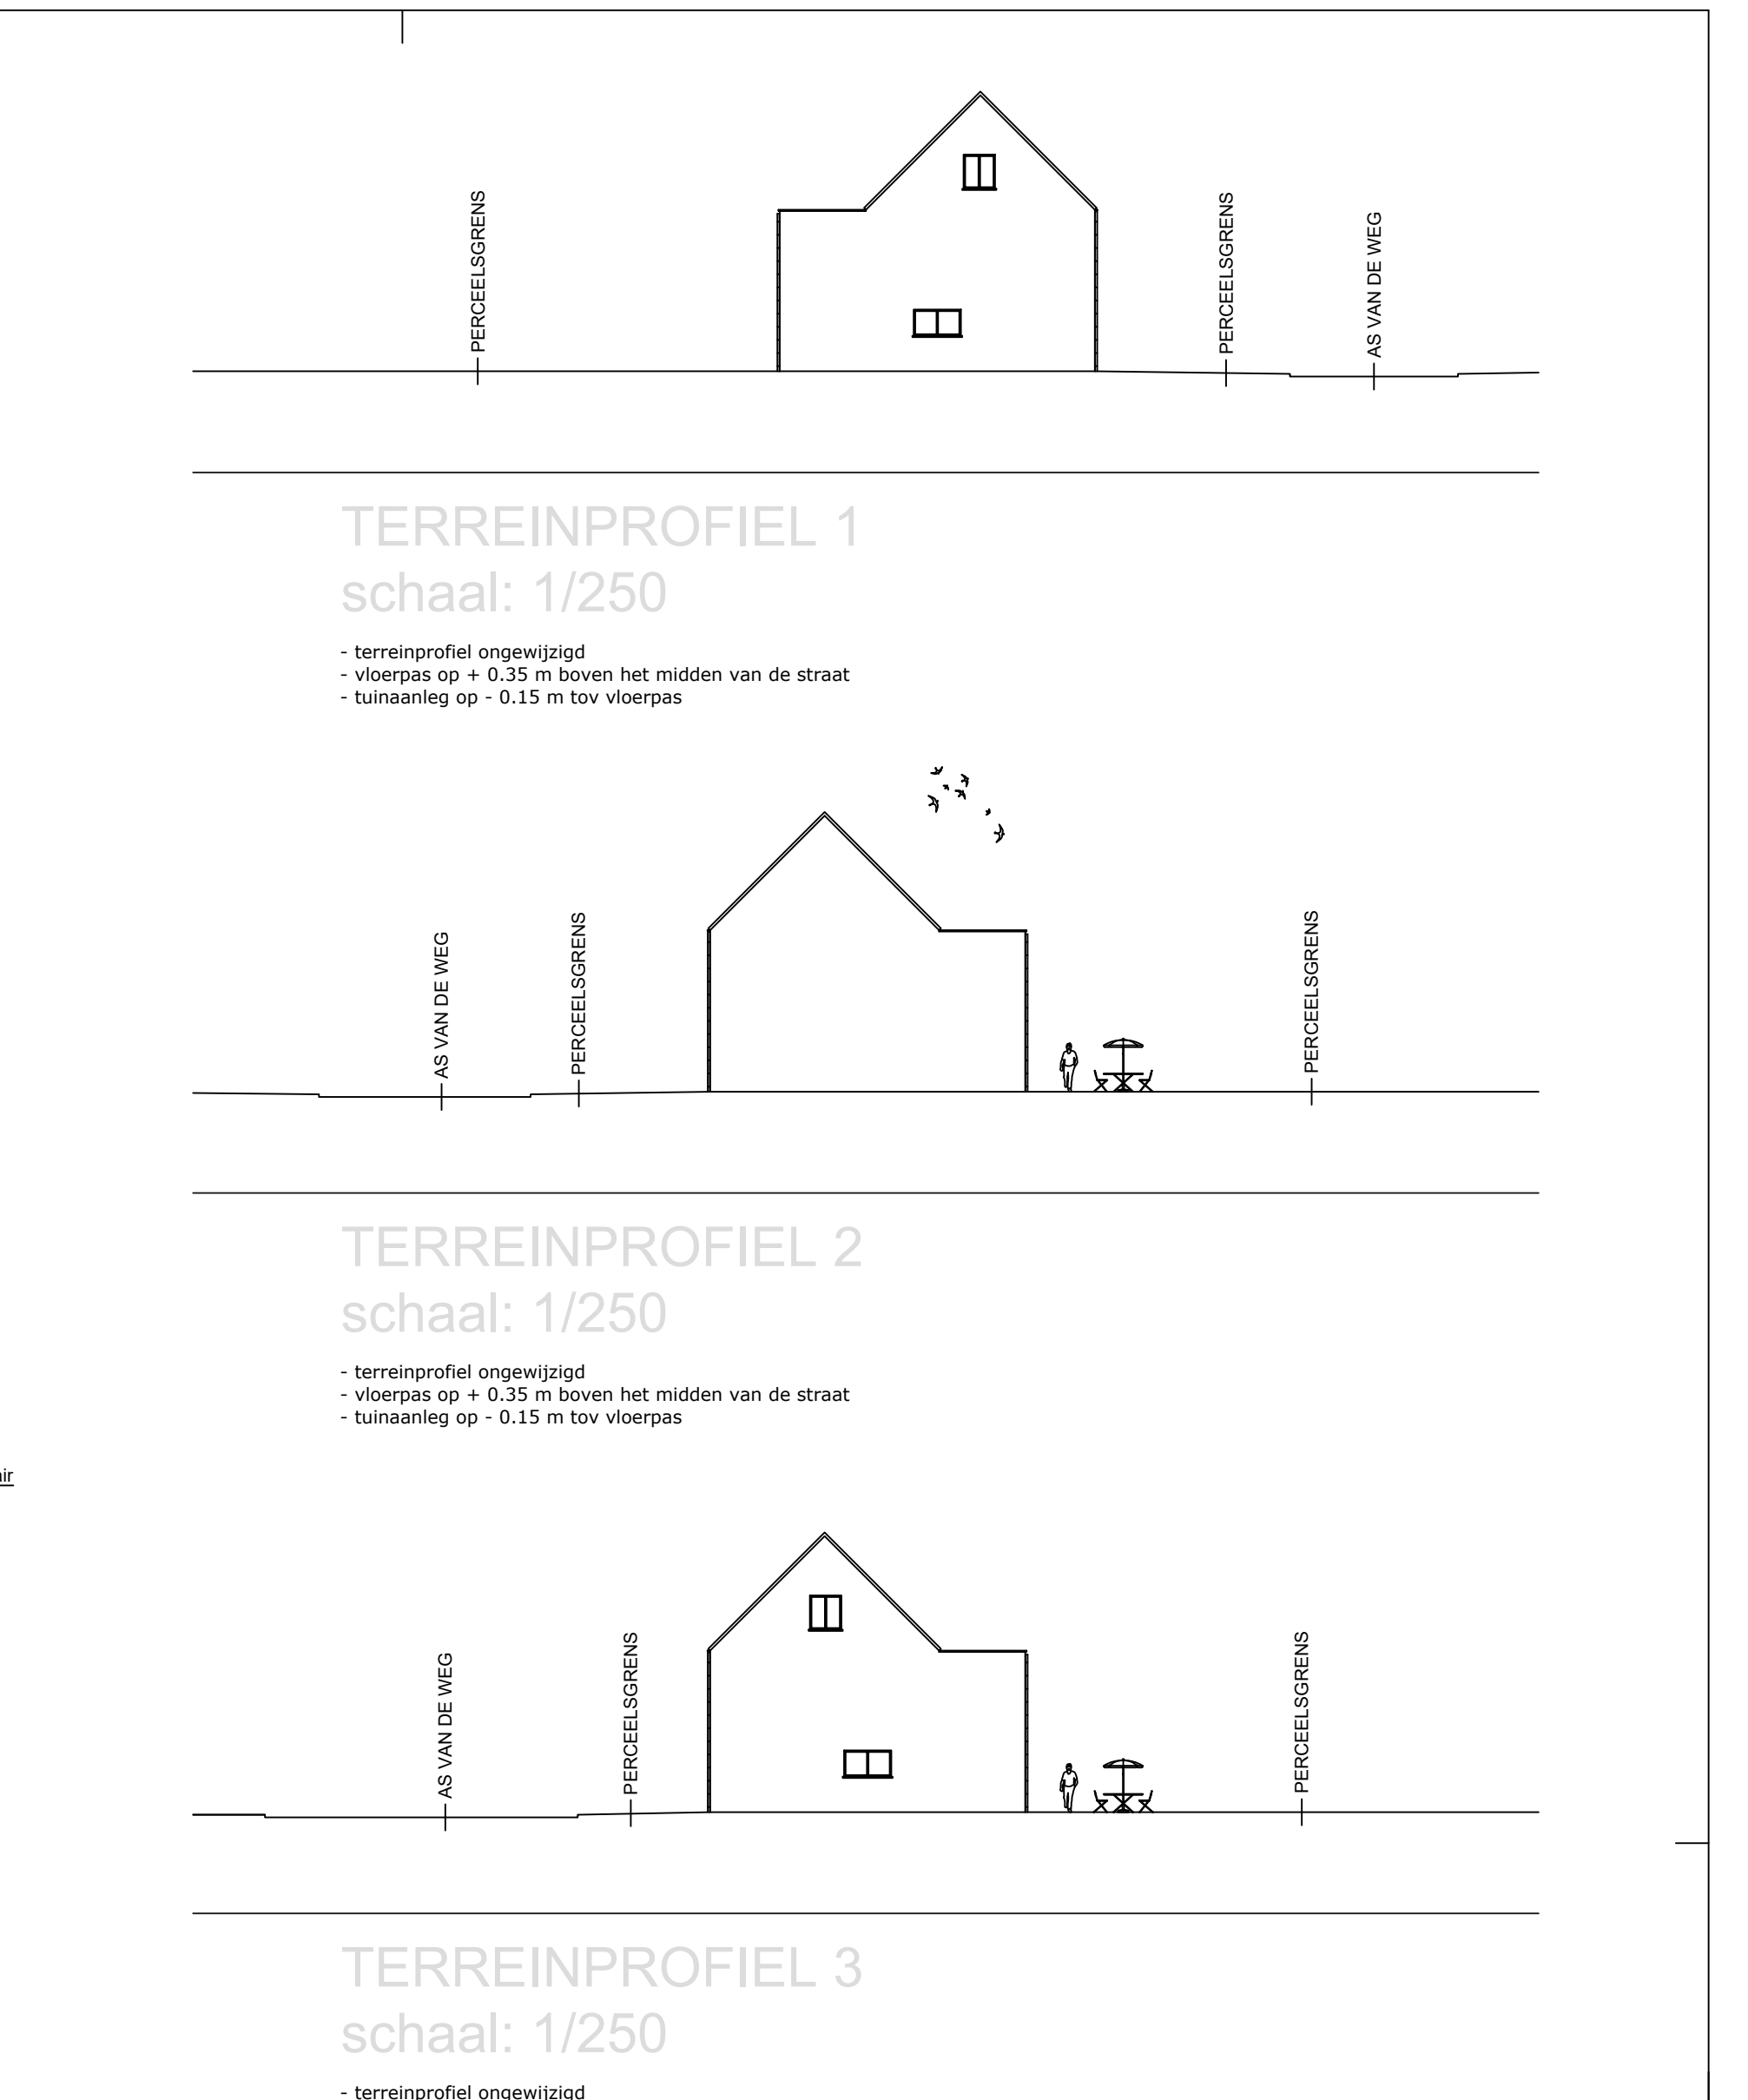 PERCEELSGRENS
PERCEELSGRENS
AS VAN DE WEG
TERREINPROFIEL 1
schaal: 1/250
- terreinprofiel ongewijzigd
- vloerpas op + 0.35 m boven het midden van de straat
- tuinaanleg op - 0.15 m tov vloerpas
AS VAN DE WEG
PERCEELSGRENS
PERCEELSGRENS
TERREINPROFIEL 2
schaal: 1/250
- terreinprofiel ongewijzigd
- vloerpas op + 0.35 m boven het midden van de straat
- tuinaanleg op - 0.15 m tov vloerpas
AS VAN DE WEG
PERCEELSGRENS
PERCEELSGRENS
TERREINPROFIEL 3
schaal: 1/250
- terreinprofiel ongewijzigd